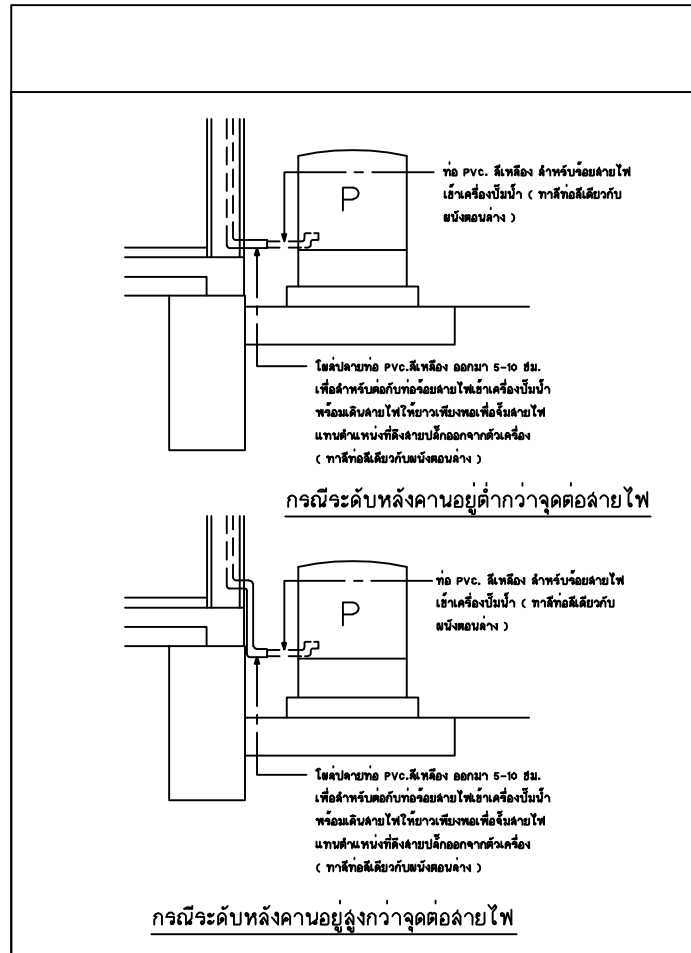 ท่อ PVC. สีเหลือง สำหรับร้อยสายไฟ
เข้าเครื่องปั๊มน้ำ ( ทาสีท่อสีเดียวกับ
ผนังตอนล่าง )
P
โผล่ปลายท่อ PVC.สีเหลือง ออกมา 5-10 ซม.
เพื่อสำหรับต่อกับท่อร้อยสายไฟเข้าเครื่องปั๊มน้ำ
พร้อมเดินสายไฟให้ยาวเพียงพอเพื่อจั๊มสายไฟ
แทนตำแหน่งที่ดึงสายปลั๊กออกจากตัวเครื่อง
( ทาสีท่อสีเดียวกับผนังตอนล่าง )
กรณีระดับหลังคานอยู่ต่ำกว่าจุดต่อสายไฟ
ท่อ PVC. สีเหลือง สำหรับร้อยสายไฟ
เข้าเครื่องปั๊มน้ำ ( ทาสีท่อสีเดียวกับ
ผนังตอนล่าง )
P
โผล่ปลายท่อ PVC.สีเหลือง ออกมา 5-10 ซม.
เพื่อสำหรับต่อกับท่อร้อยสายไฟเข้าเครื่องปั๊มน้ำ
พร้อมเดินสายไฟให้ยาวเพียงพอเพื่อจั๊มสายไฟ
แทนตำแหน่งที่ดึงสายปลั๊กออกจากตัวเครื่อง
( ทาสีท่อสีเดียวกับผนังตอนล่าง )
กรณีระดับหลังคานอยู่สูงกว่าจุดต่อสายไฟ